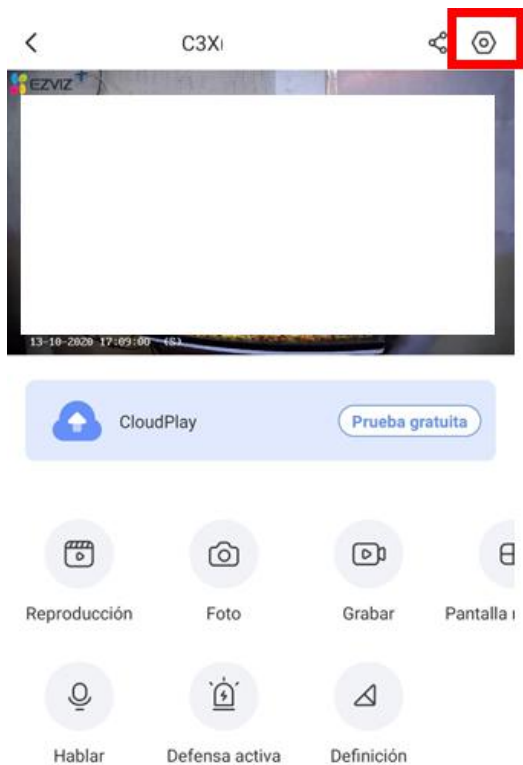 C3X
EZVIZ
13-10-2020 17:09:00 (S)
CloudPlay
Prueba gratuita
Reproducción
Foto
Grabar
Pantalla
Hablar
Defensa activa
Definición